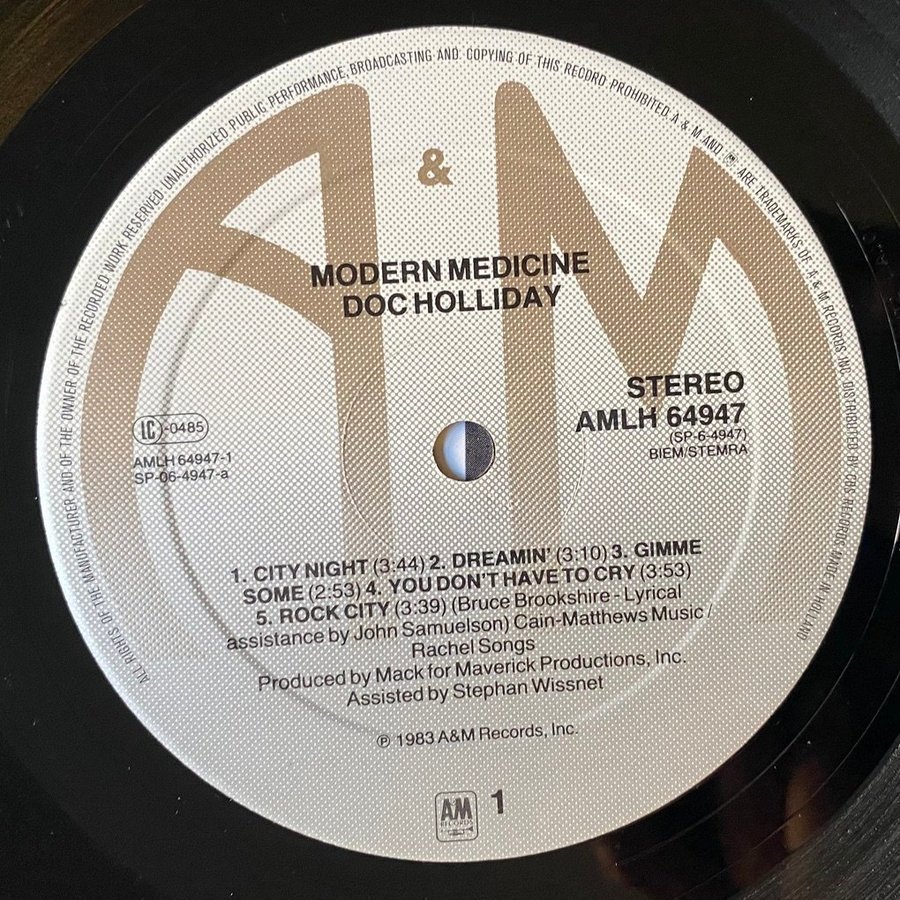 ALL RIGHTS OF THE MANUFACTURER AND OF THE OWNER OF THE RECORDED WORK RESERVED. UNAUTHORIZED PUBLIC PERFORMANCE, BROADCASTING AND COPYING OF THIS RECORD PROHIBITED. A & M AND AM ARE TRADEMARKS OF A & M RECORDS INC. DISTRIBUTED BY CBS RECORDS. MADE IN HOLLAND
A & M
MODERN MEDICINE
DOC HOLLIDAY
STEREO
AMLH 64947
(SP-6-4947)
BIEM/STEMRA
LC -0485
AMLH 64947-1
SP-06-4947-a
1. CITY NIGHT (3:44) 2. DREAMIN' (3:10) 3. GIMME
SOME (2:53) 4. YOU DON'T HAVE TO CRY (3:53)
5. ROCK CITY (3:39) (Bruce Brookshire - Lyrical
assistance by John Samuelson) Cain-Matthews Music /
Rachel Songs
Produced by Mack for Maverick Productions, Inc.
Assisted by Stephan Wissnet
℗ 1983 A&M Records, Inc.
AM
RECORDS
1